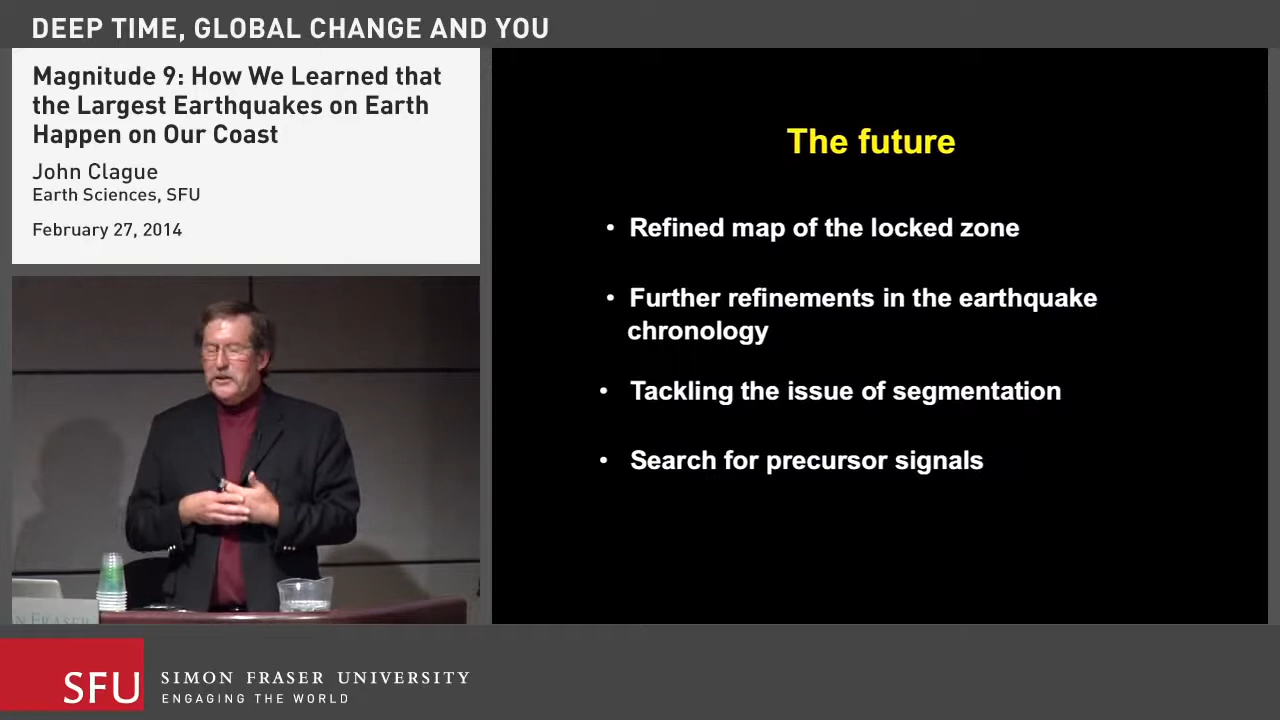 DEEP TIME, GLOBAL CHANGE AND YOU
Magnitude 9: How We Learned that
the Largest Earthquakes on Earth
Happen on Our Coast
John Clague
Earth Sciences, SFU
February 27, 2014
The future
• Refined map of the locked zone
• Further refinements in the earthquake
chronology
• Tackling the issue of segmentation
• Search for precursor signals
N FRASER
SFU
SIMON FRASER UNIVERSITY
ENGAGING THE WORLD